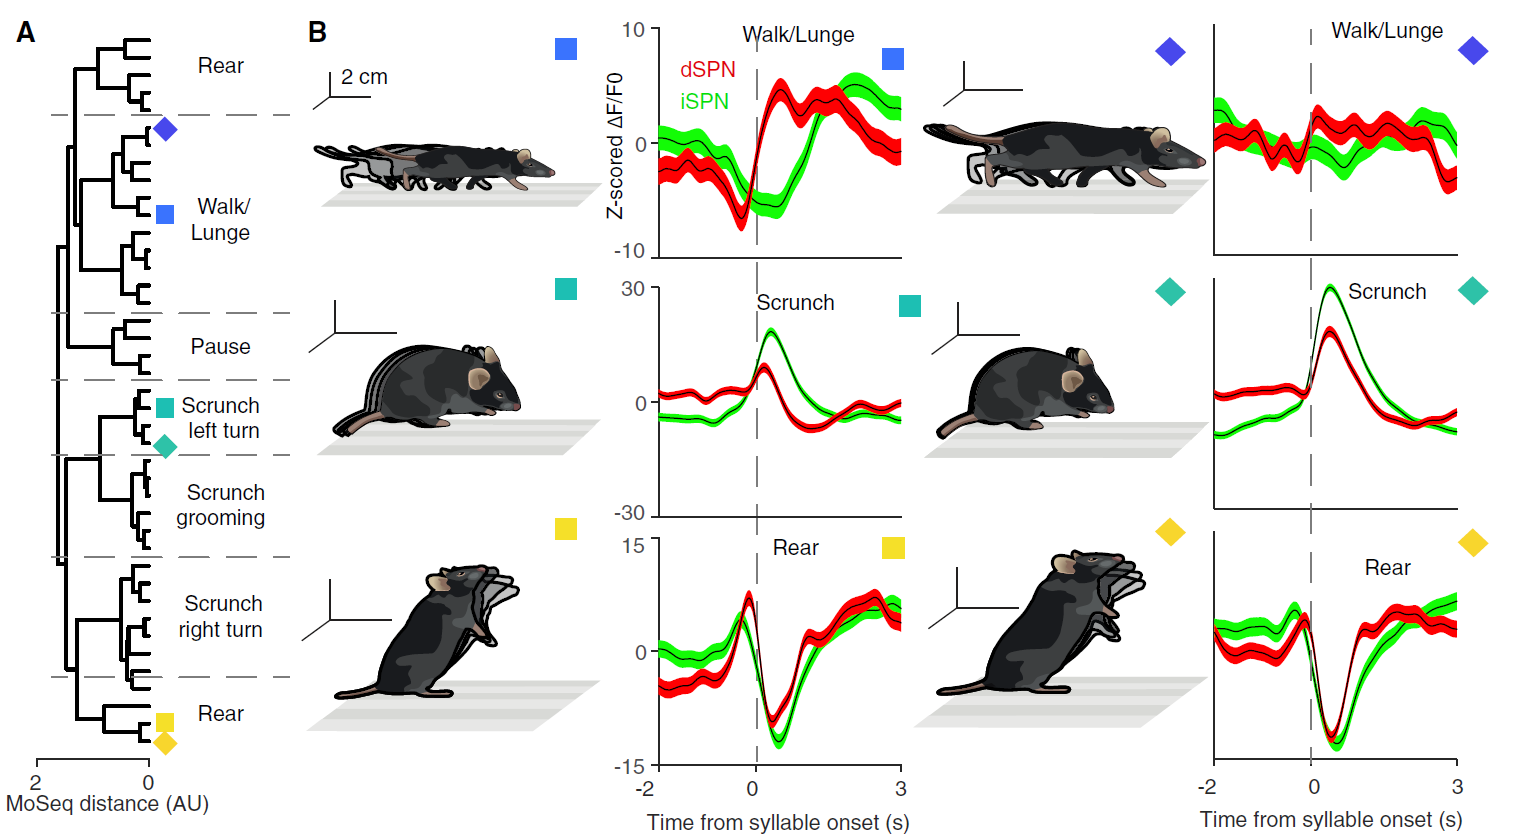 A
Rear
Walk/
Lunge
Pause
Scrunch
left turn
Scrunch
grooming
Scrunch
right turn
Rear
2
0
MoSeq distance (AU)
B
2 cm
10
Walk/Lunge
dSPN
iSPN
0
-10
Z-scored ΔF/F0
Walk/Lunge
30
Scrunch
0
-30
Scrunch
15
Rear
0
-15
-2
0
3
Time from syllable onset (s)
Rear
-2
0
3
Time from syllable onset (s)